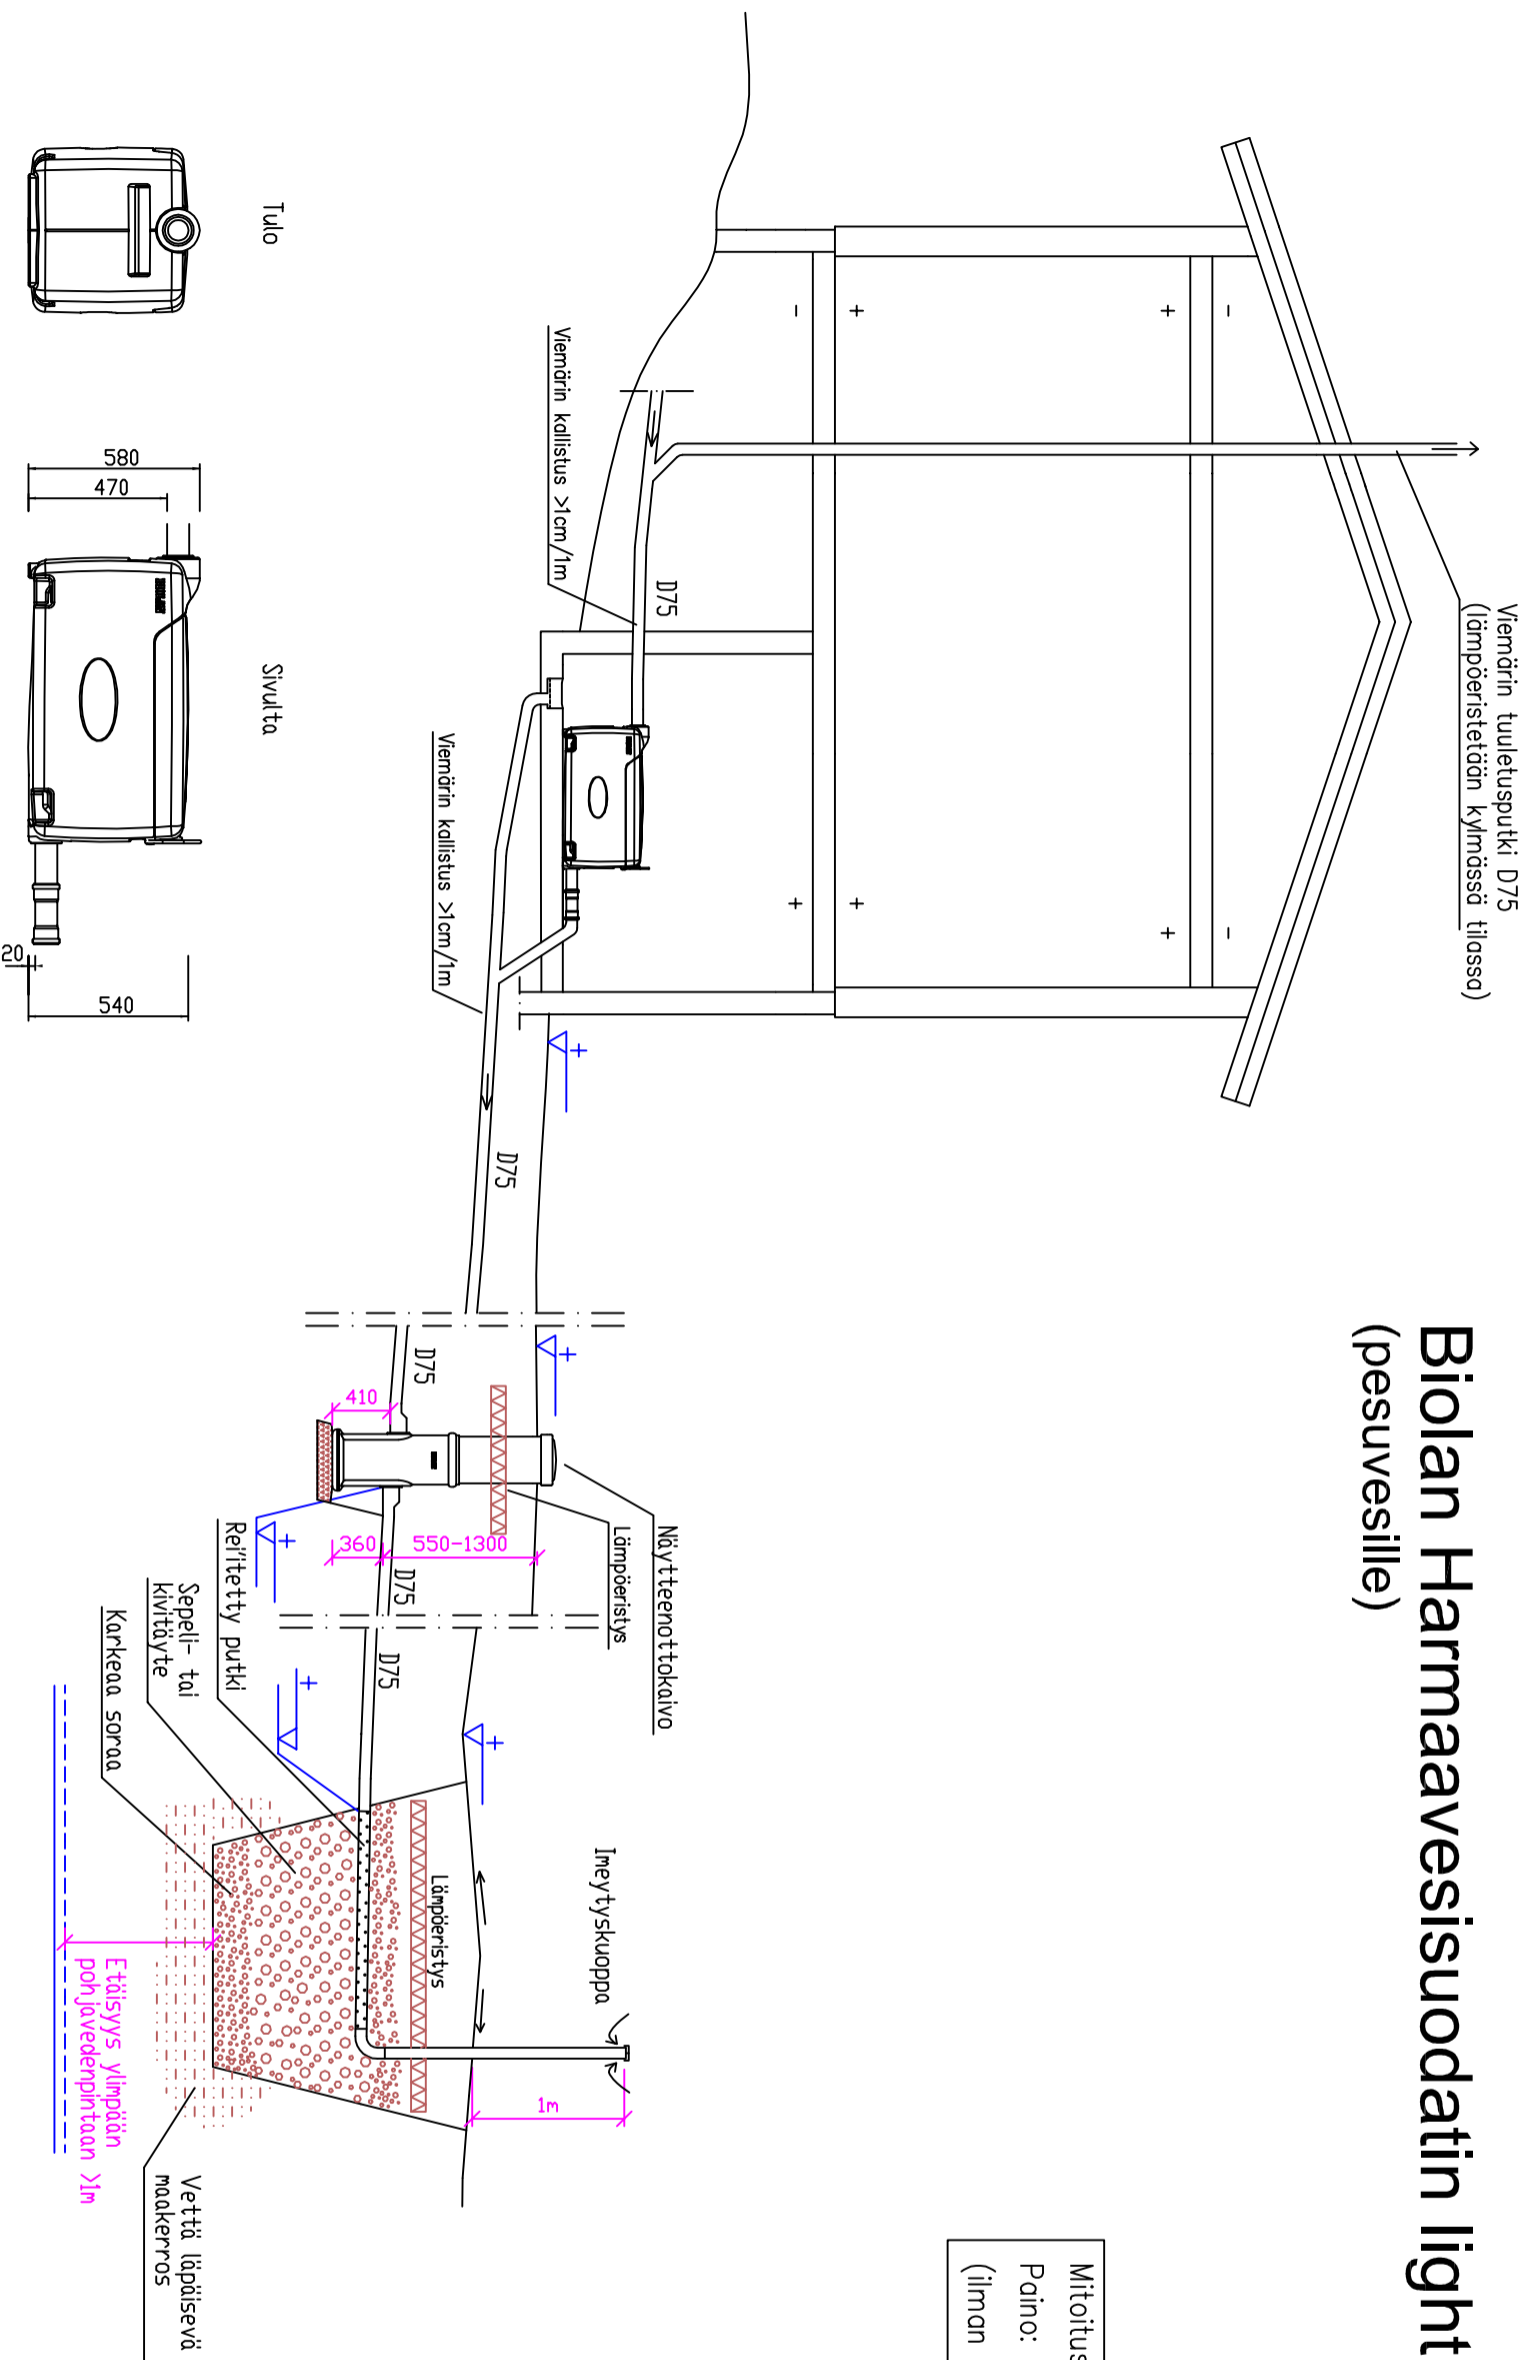 Biolan Harmaavesisuodatin light
(pesuvesille)
Viemärin tuuletusputki D75
(lämpöeristetään kylmässä tilassa)
- -
+ +
+ +
- +
Viemärin kallistus >1cm/1m
D75
Viemärin kallistus >1cm/1m
D75
+
+
D75
410
Näytteenottokaivo
Lämpöeristys
550-1300
360
+
D75
D75
+
+
Rei'itetty putki
Sepeli- tai
kivitäyte
Karkeaa soraa
Imeytyskuoppa
Lämpöeristys
1m
Etäisyys ylimpään
pohjavedenpintaan >1m
Vettä läpäisevä
maakerros
Mitoitus
Paino:
(ilman
Tulo
Sivulta
580
470
20
540